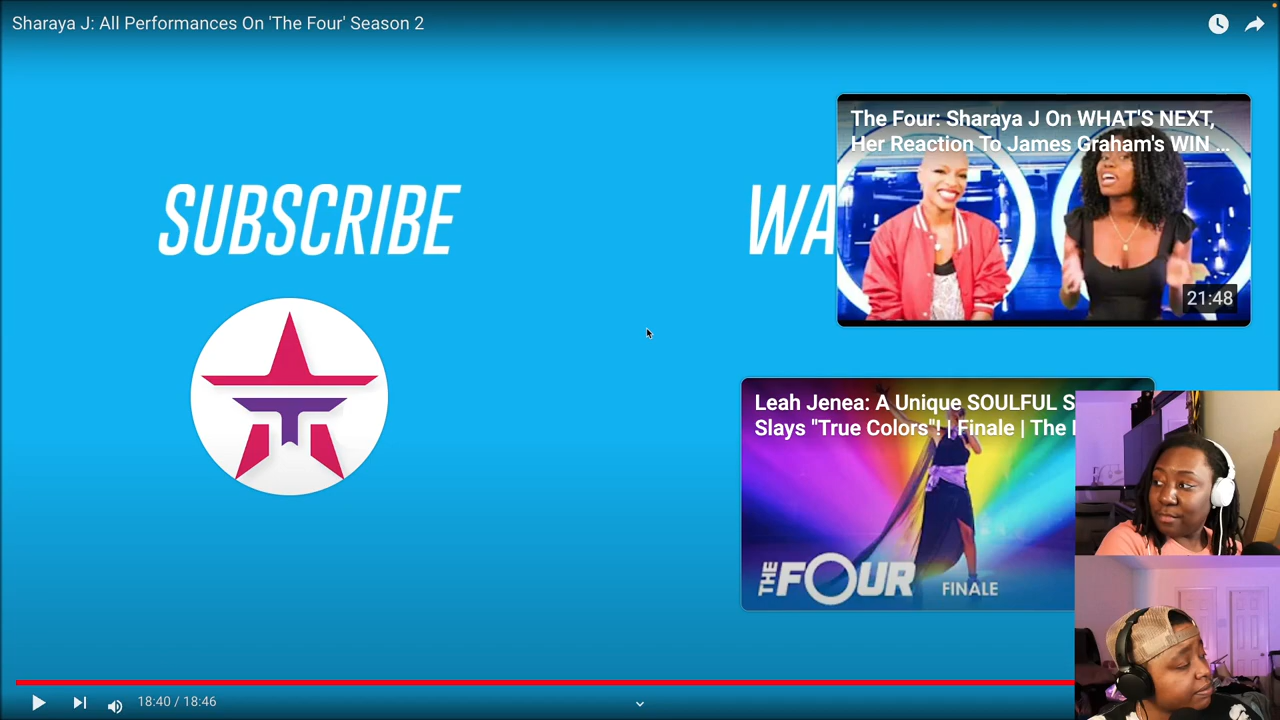 Sharaya J: All Performances On 'The Four' Season 2
The Four: Sharaya J On WHAT'S NEXT,
Her Reaction To James Graham's WIN ...
SUBSCRIBE
WA
21:48
Leah Jenea: A Unique SOULFUL S
Slays "True Colors"! | Finale | The
THE FOUR FINALE
18:40 / 18:46